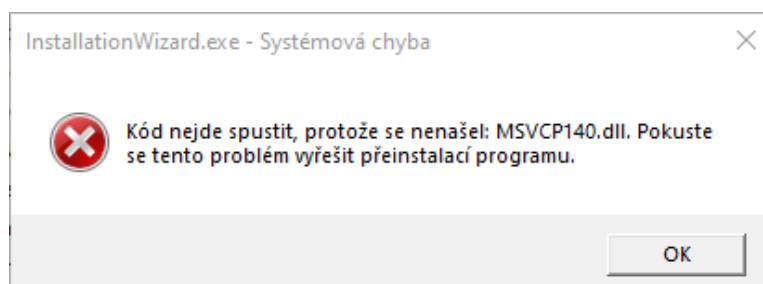 InstallationWizard.exe - Systémová chyba
Kód nejde spustit, protože se nenašel: MSVCP140.dll. Pokuste
se tento problém vyřešit přeinstalací programu.
OK